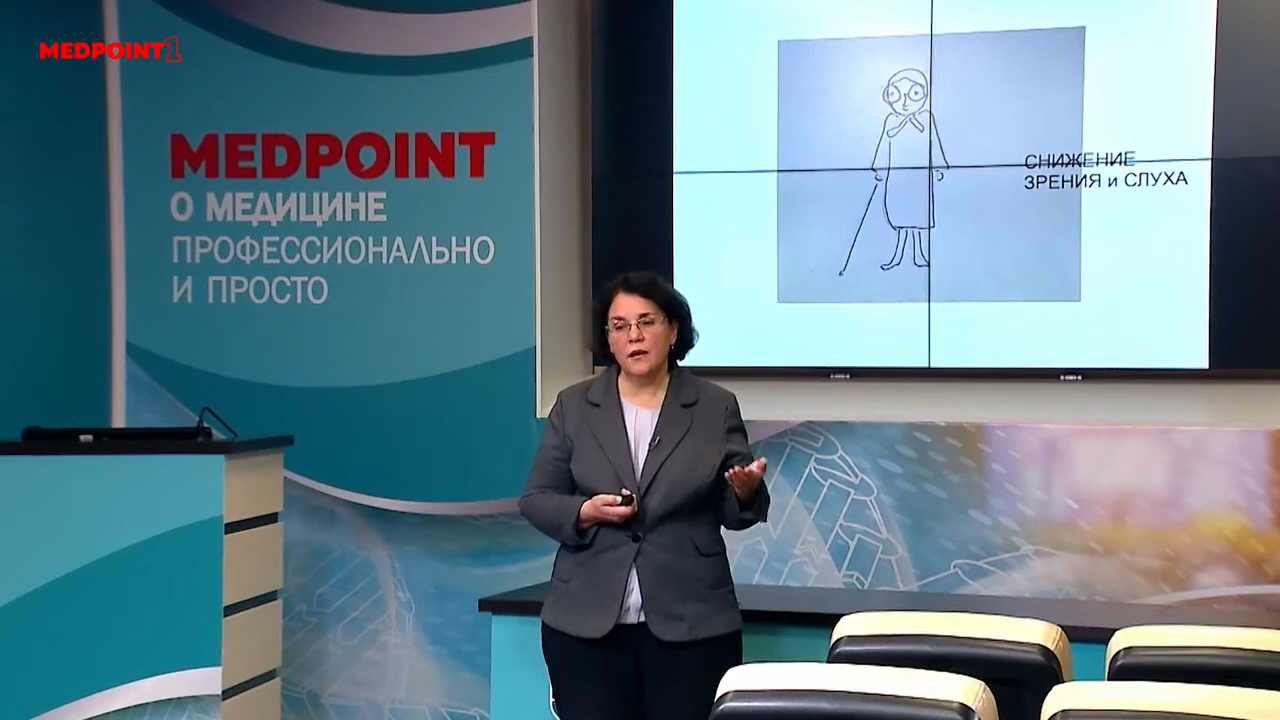 MEDPOINT1
MEDPOINT
О МЕДИЦИНЕ
ПРОФЕССИОНАЛЬНО
И ПРОСТО
СНИЖЕНИЕ
ЗРЕНИЯ и СЛУХА